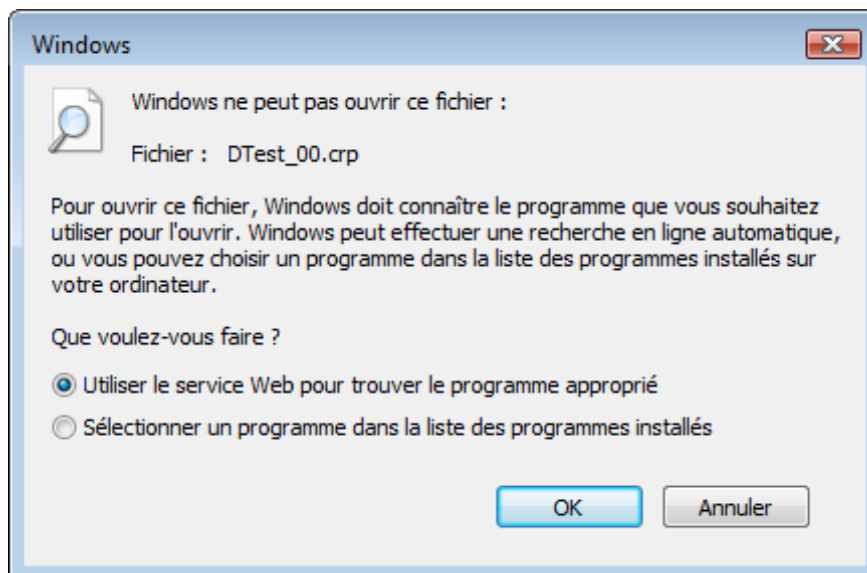 Windows
Windows ne peut pas ouvrir ce fichier :
Fichier : DTest_00.crp
Pour ouvrir ce fichier, Windows doit connaître le programme que vous souhaitez
utiliser pour l'ouvrir. Windows peut effectuer une recherche en ligne automatique,
ou vous pouvez choisir un programme dans la liste des programmes installés sur
votre ordinateur.
Que voulez-vous faire ?
Utiliser le service Web pour trouver le programme approprié
Sélectionner un programme dans la liste des programmes installés
OK Annuler